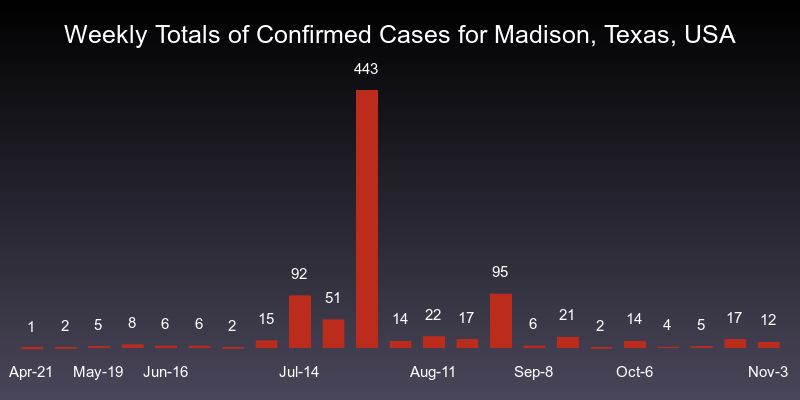 Weekly Totals of Confirmed Cases for Madison, Texas, USA
443
92
95
51
1 2 5 8 6 6 2 15 14 22 17 6 21 2 14 4 5 17 12
Apr-21 May-19 Jun-16 Jul-14 Aug-11 Sep-8 Oct-6 Nov-3